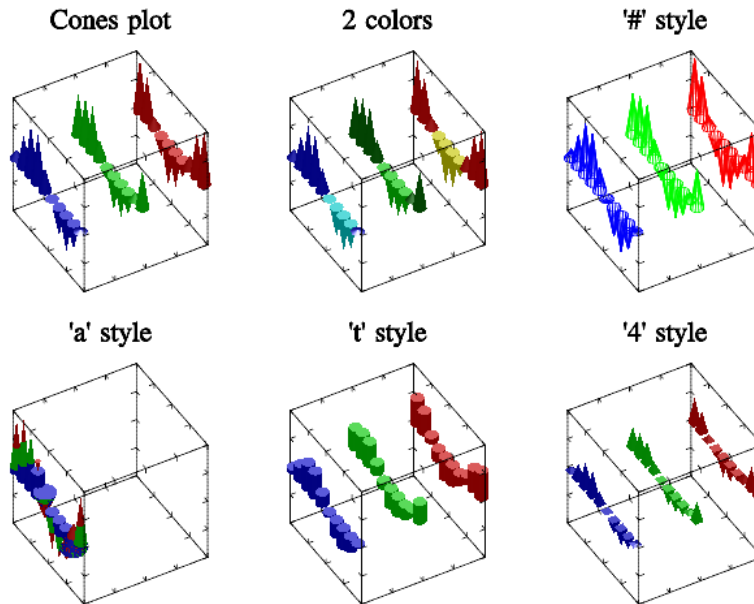 Cones plot
2 colors
'#' style
'a' style
't' style
'4' style